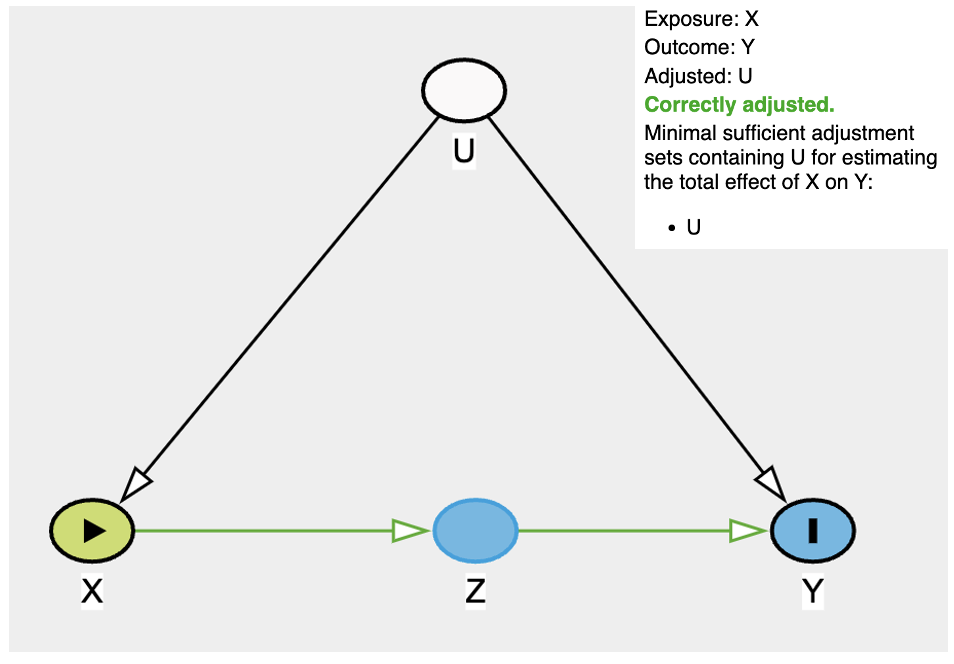 Exposure: X
Outcome: Y
Adjusted: U
Correctly adjusted.
Minimal sufficient adjustment
sets containing U for estimating
the total effect of X on Y:
• U
U
X
Z
Y